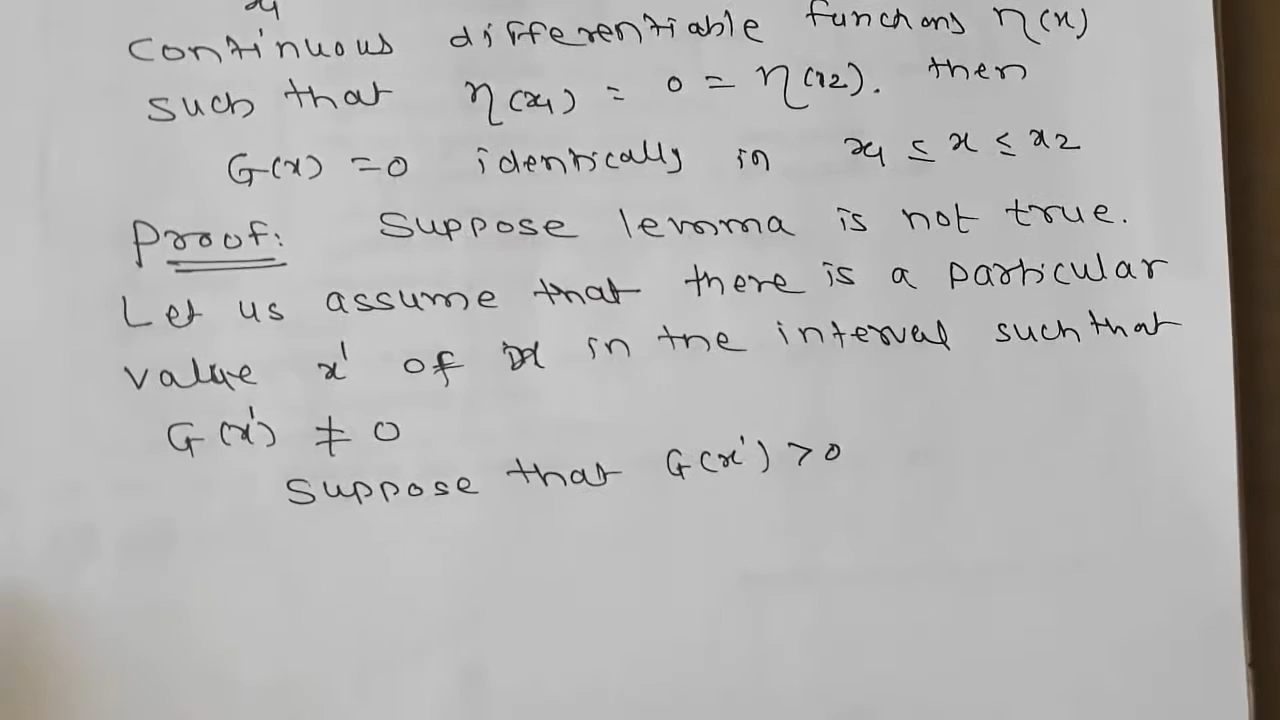 x1
continuous differentiable functions η(x)
such that η(x1) = 0 = η(x2). then
G(x) = 0 identically in x1 ≤ x ≤ x2
Proof: Suppose lemma is not true.
Let us assume that there is a particular
value x' of x in the interval such that
G(x') ≠ 0
Suppose that G(x') > 0